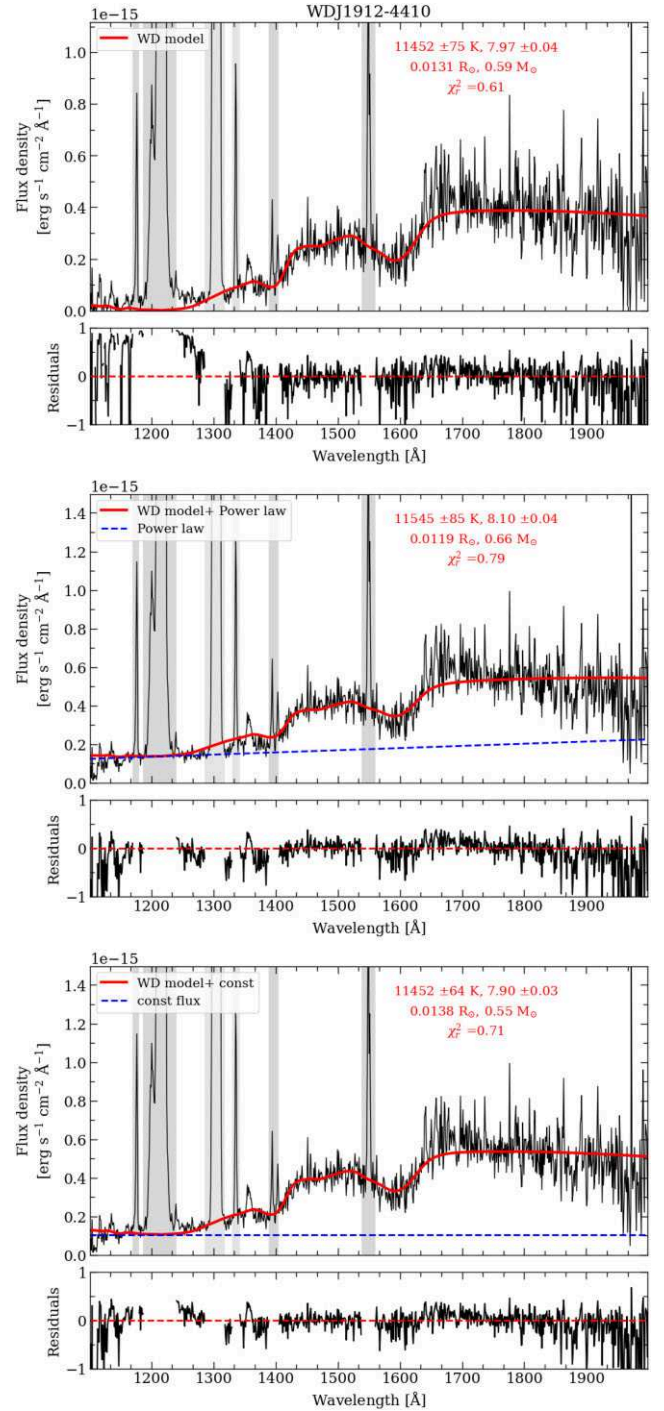 WDJ1912-4410
1e−15
WD model
11452 ±75 K, 7.97 ±0.04
0.0131 R⊙, 0.59 M⊙
χ²ᵣ =0.61
Flux density
[erg s⁻¹ cm⁻² Å⁻¹]
1.0
0.8
0.6
0.4
0.2
0.0
Residuals
1
0
−1
1200 1300 1400 1500 1600 1700 1800 1900
Wavelength [Å]
1e−15
WD model+ Power law
Power law
11545 ±85 K, 8.10 ±0.04
0.0119 R⊙, 0.66 M⊙
χ²ᵣ =0.79
Flux density
[erg s⁻¹ cm⁻² Å⁻¹]
1.4
1.2
1.0
0.8
0.6
0.4
0.2
0.0
Residuals
1
0
−1
1200 1300 1400 1500 1600 1700 1800 1900
Wavelength [Å]
1e−15
WD model+ const
const flux
11452 ±64 K, 7.90 ±0.03
0.0138 R⊙, 0.55 M⊙
χ²ᵣ =0.71
Flux density
[erg s⁻¹ cm⁻² Å⁻¹]
1.4
1.2
1.0
0.8
0.6
0.4
0.2
0.0
Residuals
1
0
−1
1200 1300 1400 1500 1600 1700 1800 1900
Wavelength [Å]